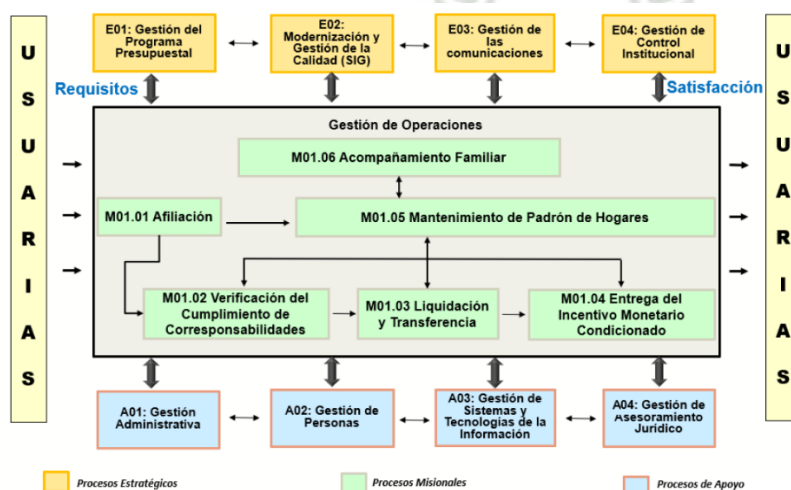 E01: Gestión del
Programa
Presupuestal
E02:
Modernización y
Gestión de la
Calidad (SIG)
E03: Gestión de
las
comunicaciones
E04: Gestión de
Control
Institucional
USUARIAS
Requisitos
Satisfacción
USUARIAS
Gestión de Operaciones
M01.06 Acompañamiento Familiar
M01.01 Afiliación
M01.05 Mantenimiento de Padrón de Hogares
M01.02 Verificación del
Cumplimiento de
Corresponsabilidades
M01.03 Liquidación
y Transferencia
M01.04 Entrega del
Incentivo Monetario
Condicionado
A01: Gestión
Administrativa
A02: Gestión de
Personas
A03: Gestión de
Sistemas y
Tecnologías de la
Información
A04: Gestión de
Asesoramiento
Jurídico
Procesos Estratégicos
Procesos Misionales
Procesos de Apoyo